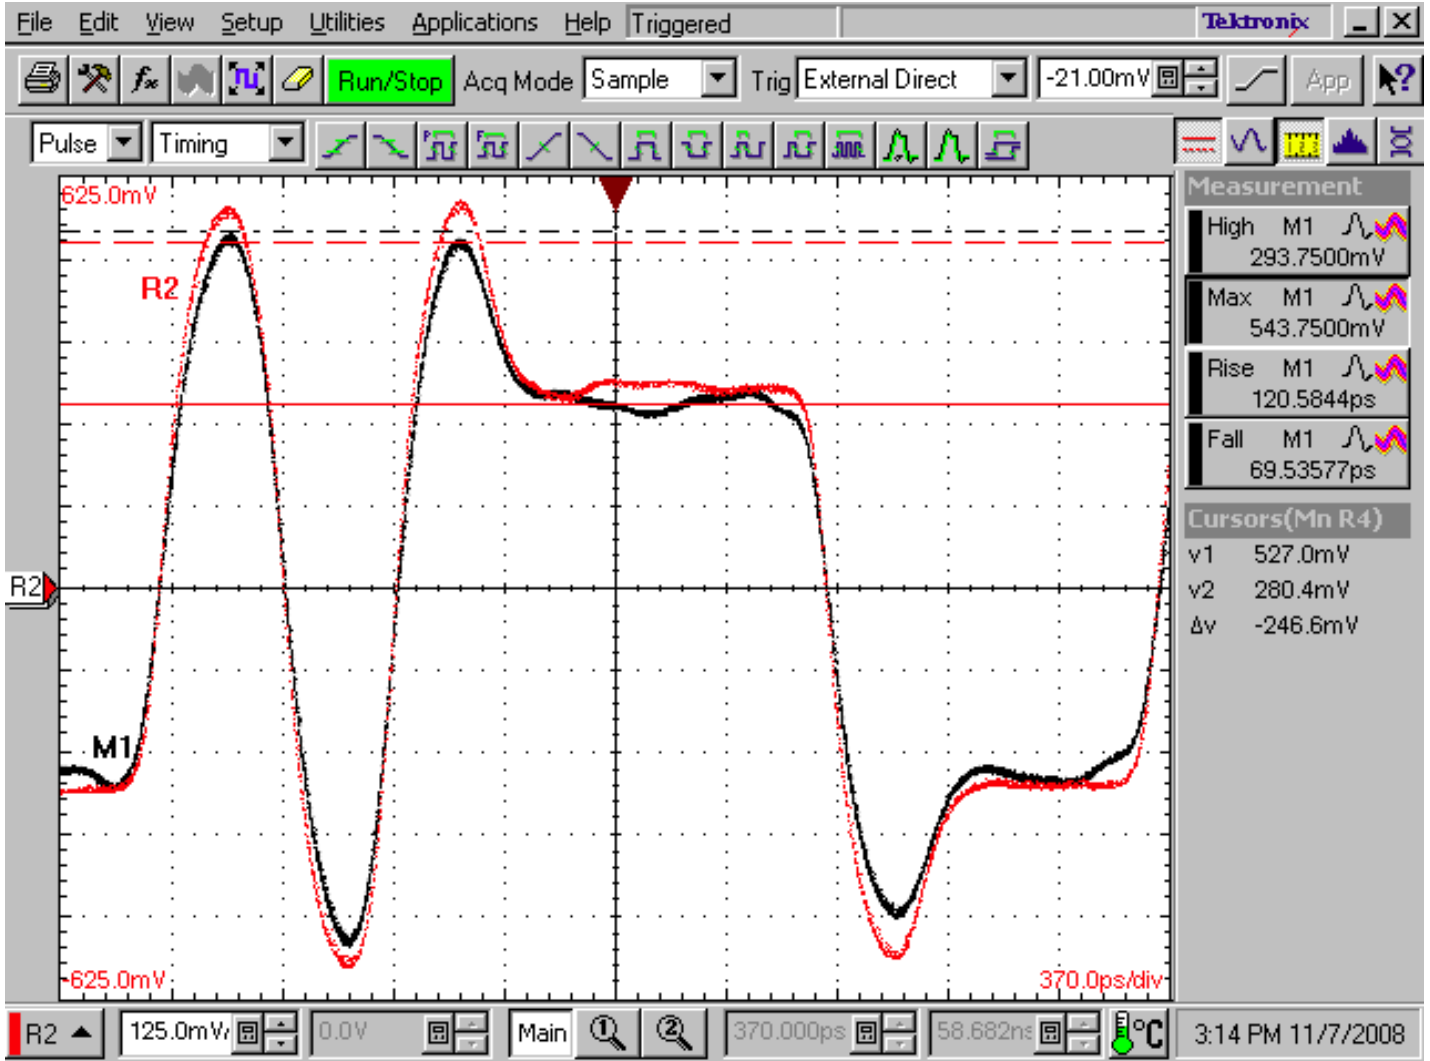 File Edit View Setup Utilities Applications Help Triggered Tektronix
fx Run/Stop Acq Mode Sample Trig External Direct -21.00mV App ?
Pulse Timing
625.0mV
R2
M1
R2
-625.0mV
370.0ps/div
Measurement
High M1
293.7500mV
Max M1
543.7500mV
Rise M1
120.5844ps
Fall M1
69.53577ps
Cursors(Mn R4)
v1 527.0mV
v2 280.4mV
Δv -246.6mV
R2 125.0mV/ 0.0V Main 1 2 370.000ps 58.682ns °C 3:14 PM 11/7/2008